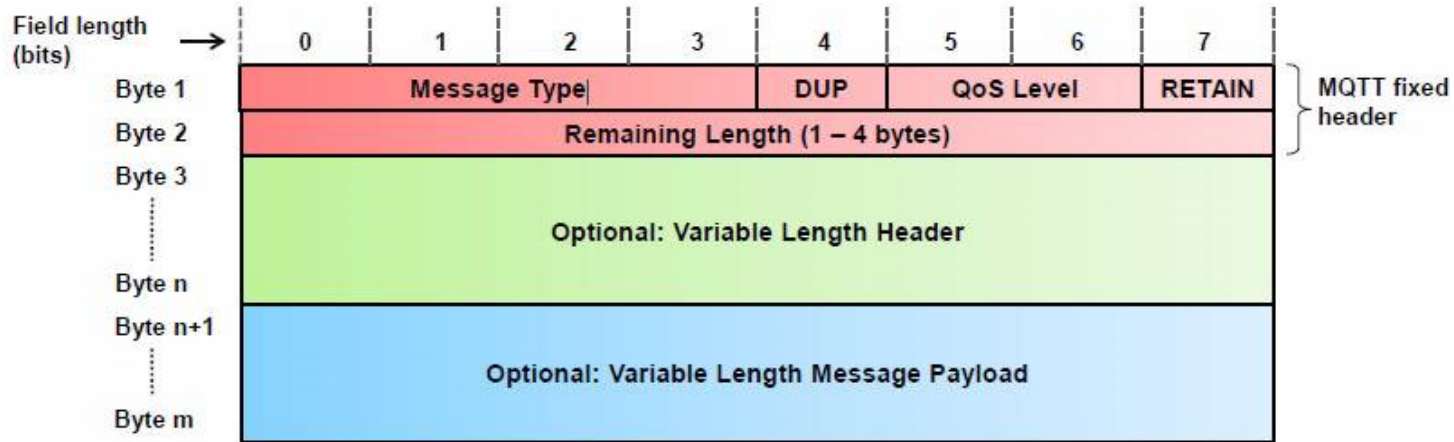 Field length
(bits)
0 1 2 3 4 5 6 7
Byte 1 Message Type DUP QoS Level RETAIN
MQTT fixed
header
Byte 2 Remaining Length (1 – 4 bytes)
Byte 3
Optional: Variable Length Header
Byte n
Byte n+1
Optional: Variable Length Message Payload
Byte m